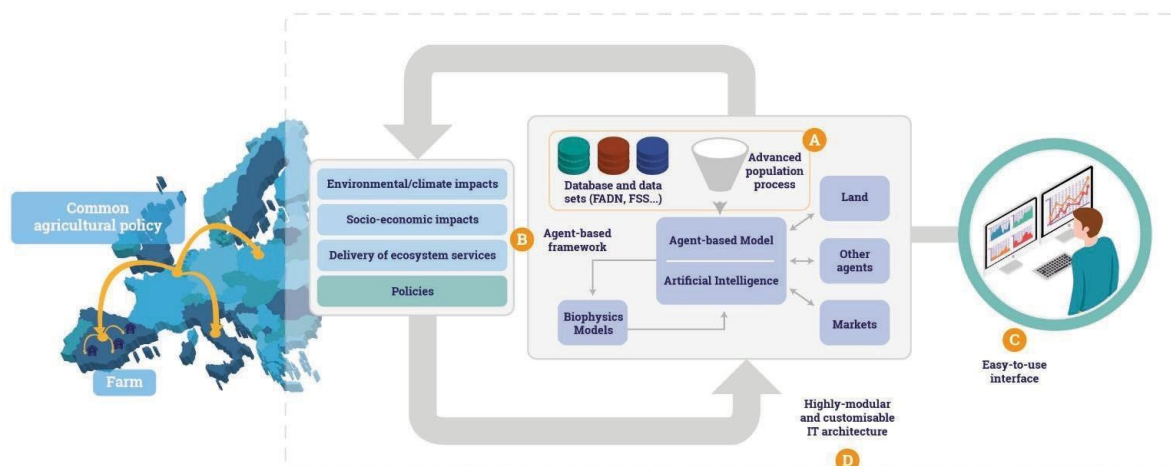 Common
agricultural policy
Farm
Environmental/climate impacts
Socio-economic impacts
Delivery of ecosystem services
Policies
A
Database and data
sets (FADN, FSS...)
Advanced
population
process
B
Agent-based
framework
Agent-based Model
Artificial Intelligence
Biophysics
Models
Land
Other
agents
Markets
C
Easy-to-use
interface
Highly-modular
and customisable
IT architecture
D